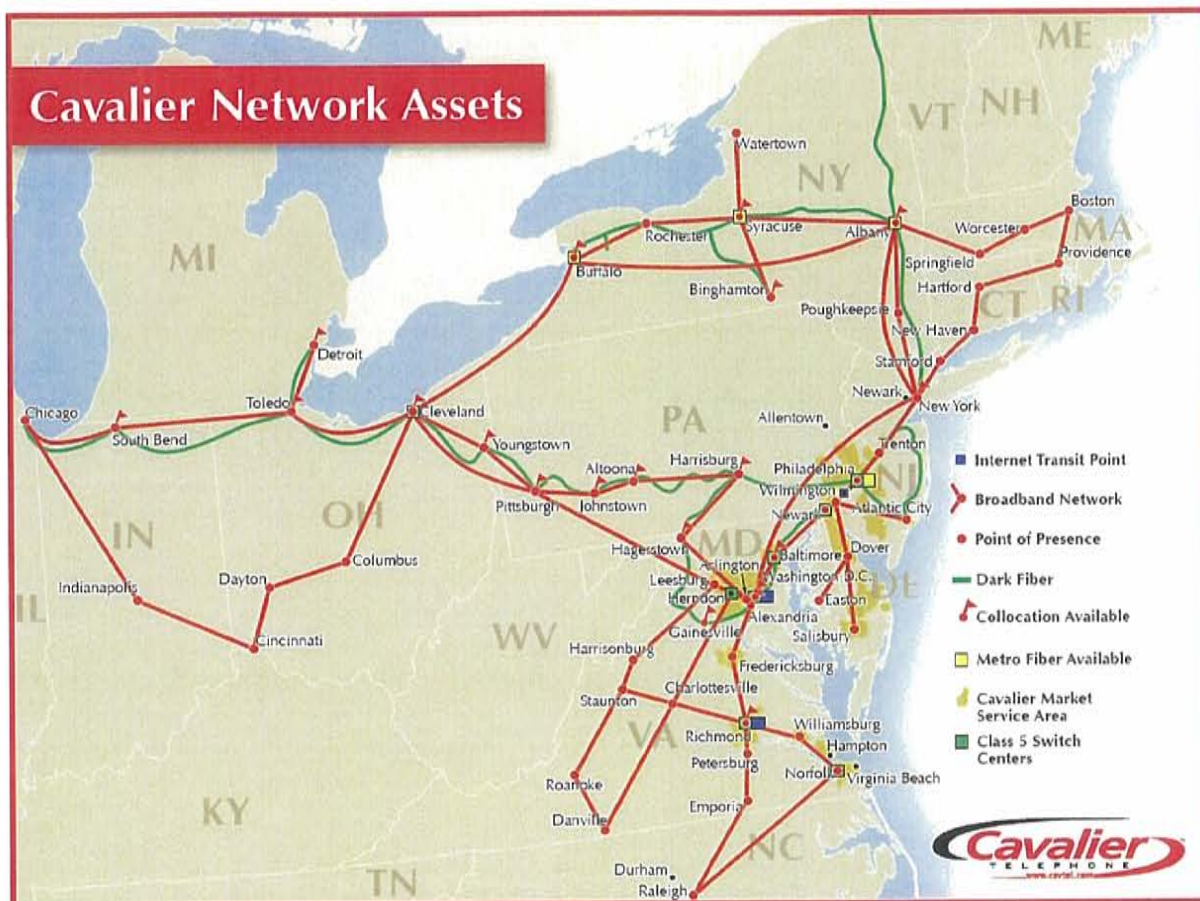 Cavalier Network Assets
ME
VT
NH
Watertown
NY
Boston
Syracuse
Rochester
Albany
Worcester
MA
MI
Springfield
Providence
Buffalo
Binghamton
Hartford
CT
RI
Poughkeepsie
New Haven
Detroit
Stamford
Newark
Toledo
Chicago
Cleveland
New York
PA
Allentown
South Bend
Youngstown
Trenton
Altoona
Harrisburg
Philadelphia
NJ
Internet Transit Point
Wilmington
Pittsburgh
Johnstown
Newark
Atlantic City
Broadband Network
IN
OH
Hagerstown
MD
Baltimore
Dover
Point of Presence
Columbus
Arlington
Dayton
Leesburg
Washington D.C.
DE
Dark Fiber
Indianapolis
Herndon
Easton
IL
Alexandria
Collocation Available
Gainesville
Salisbury
Cincinnati
WV
Harrisonburg
Fredericksburg
Metro Fiber Available
Staunton
Charlottesville
Cavalier Market
Service Area
VA
Richmond
Williamsburg
Hampton
Class 5 Switch
Centers
Petersburg
Norfolk
Virginia Beach
Roanoke
KY
Emporia
Danville
NC
Cavalier
TELEPHONE
www.cavtel.com
Durham
Raleigh
TN